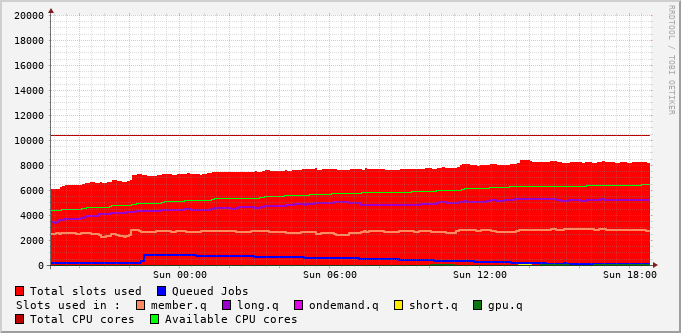 20000
18000
16000
14000
12000
10000
8000
6000
4000
2000
0
Sun 00:00 Sun 06:00 Sun 12:00 Sun 18:00
RRDTOOL / TOBI OETIKER
Total slots used Queued Jobs
Slots used in : member.q long.q ondemand.q short.q gpu.q
Total CPU cores Available CPU cores